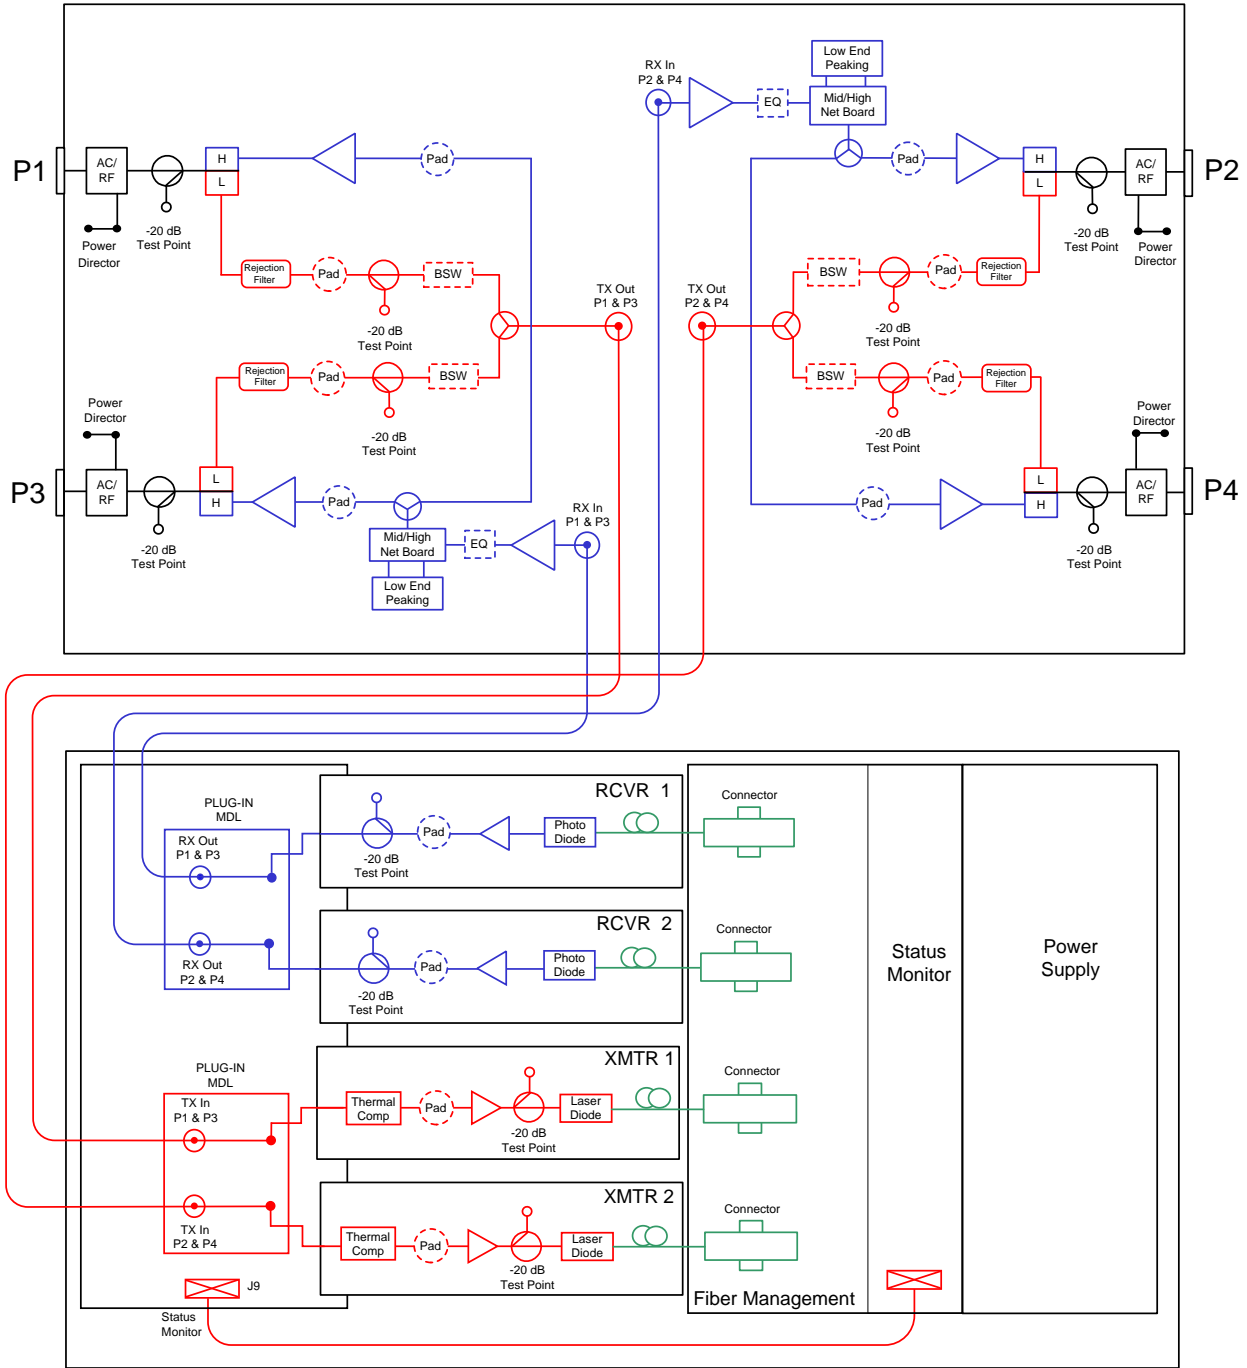 Low End
Peaking
RX In
P2 & P4
EQ
Mid/High
Net Board
P1
AC/
RF
H
L
Pad
Pad
H
L
AC/
RF
P2
-20 dB
Test Point
Power
Director
-20 dB
Test Point
Power
Director
Rejection
Filter
Pad
BSW
TX Out
P1 & P3
TX Out
P2 & P4
BSW
Pad
Rejection
Filter
-20 dB
Test Point
-20 dB
Test Point
Rejection
Filter
Pad
BSW
BSW
Pad
Rejection
Filter
Power
Director
-20 dB
Test Point
-20 dB
Test Point
Power
Director
P3
AC/
RF
L
H
Pad
RX In
P1 & P3
Pad
L
H
AC/
RF
P4
-20 dB
Test Point
Mid/High
Net Board
EQ
Low End
Peaking
-20 dB
Test Point
RCVR 1
PLUG-IN
MDL
RX Out
P1 & P3
Pad
Photo
Diode
Connector
-20 dB
Test Point
RCVR 2
RX Out
P2 & P4
Pad
Photo
Diode
Connector
-20 dB
Test Point
Status
Monitor
Power
Supply
XMTR 1
PLUG-IN
MDL
TX In
P1 & P3
Thermal
Comp
Pad
Laser
Diode
Connector
-20 dB
Test Point
XMTR 2
TX In
P2 & P4
Thermal
Comp
Pad
Laser
Diode
Connector
-20 dB
Test Point
J9
Status
Monitor
Fiber Management